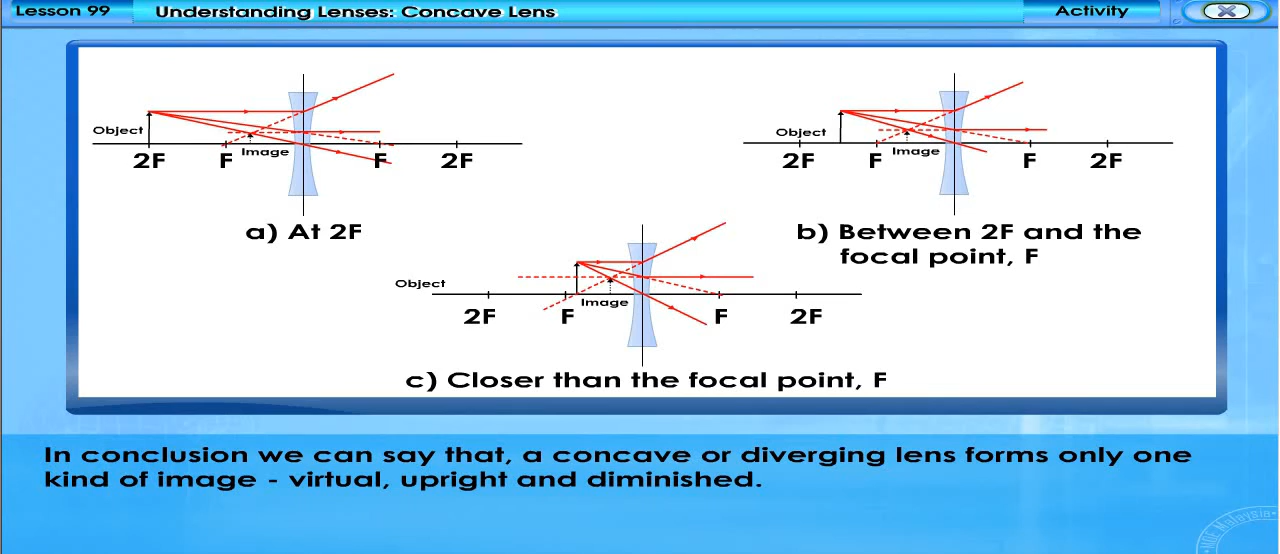 Lesson 99 Understanding Lenses: Concave Lens Activity
Object
Image
2F F F 2F
a) At 2F
Object
Image
2F F F 2F
b) Between 2F and the
focal point, F
Object
Image
2F F F 2F
c) Closer than the focal point, F
In conclusion we can say that, a concave or diverging lens forms only one
kind of image - virtual, upright and diminished.